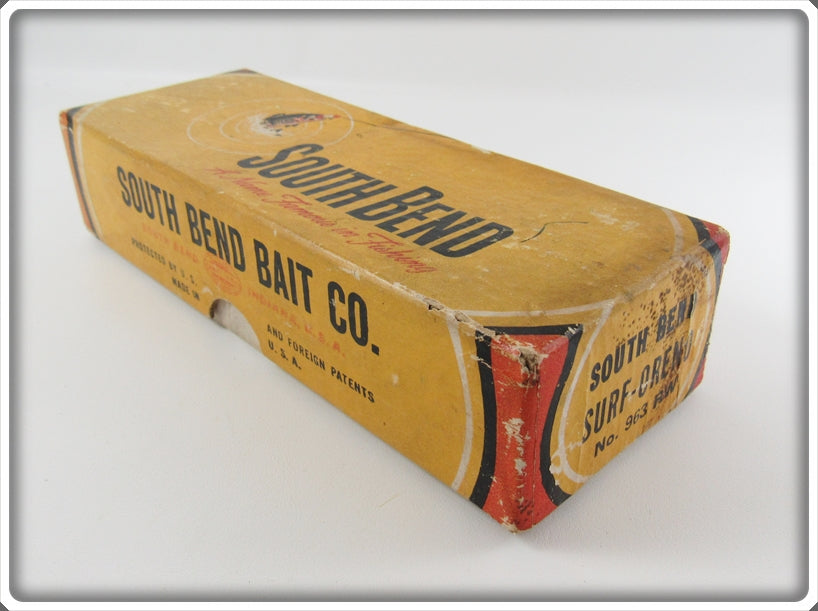 SOUTH BEND
A Name Famous in Fishing
SOUTH BEND BAIT CO.
SOUTH BEND INDIANA, U.S.A.
PROTECTED BY U.S. AND FOREIGN PATENTS
MADE IN U.S.A.
SOUTH BEND
SURF-ORENO
No. 963 RW